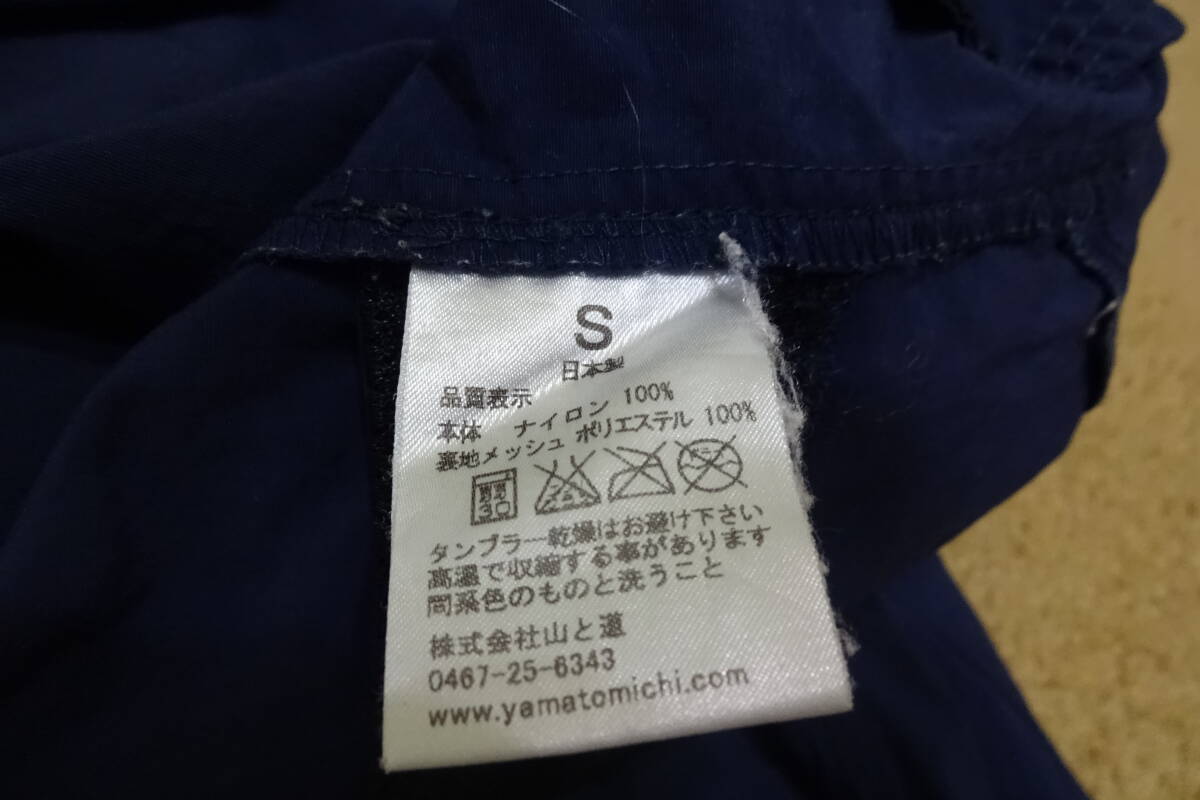 S
日本製
品質表示
本体　ナイロン 100%
裏地メッシュ ポリエステル 100%
30
タンブラー乾燥はお避け下さい
高温で収縮する事があります
同系色のものと洗うこと
株式会社山と道
0467-25-6343
www.yamatomichi.com